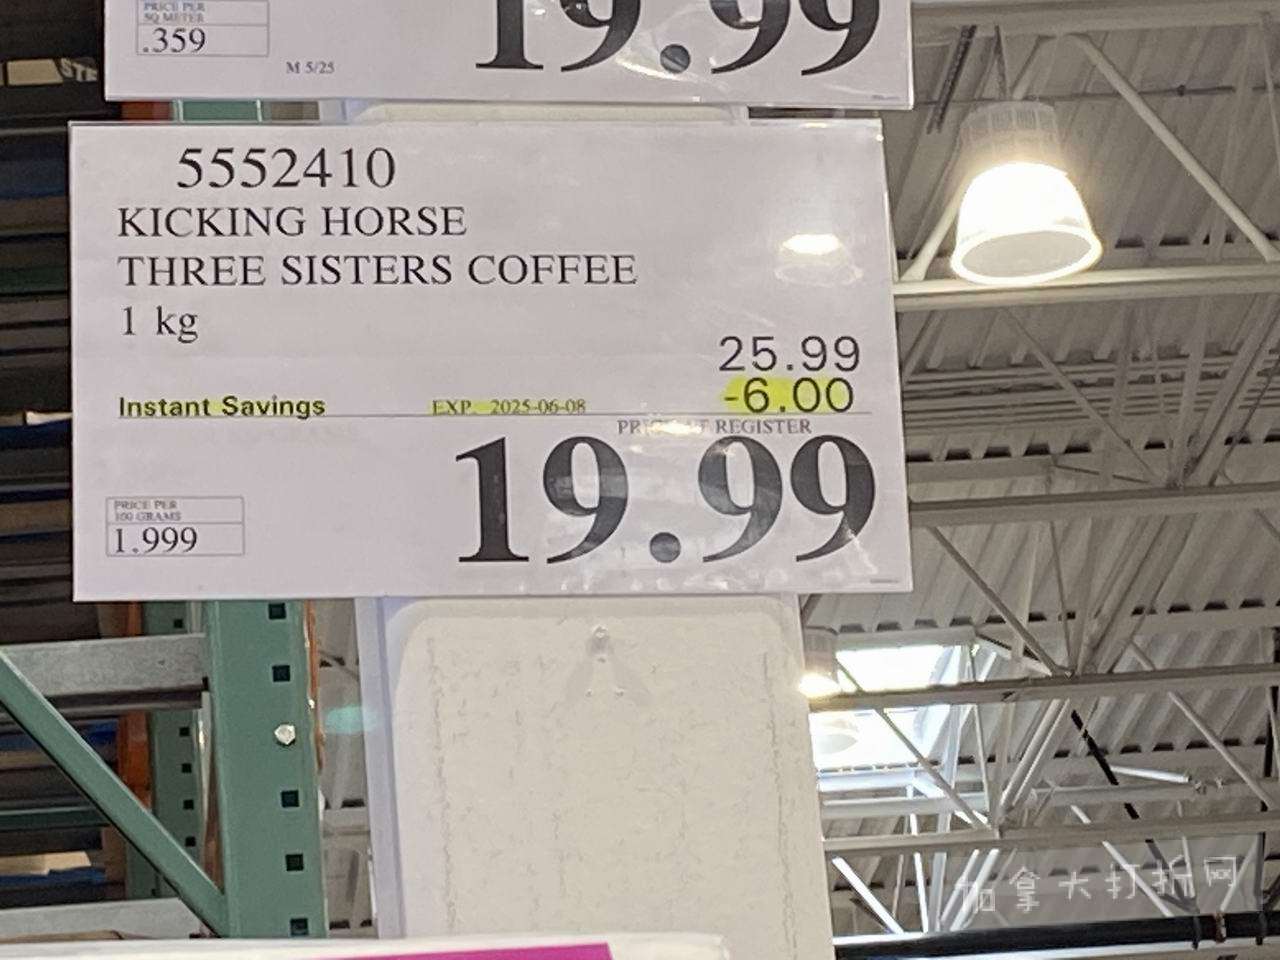 PRICE PER
SQ METER
.359
19.99
M 5/25
STE
5552410
KICKING HORSE
THREE SISTERS COFFEE
1 kg
25.99
-6.00
Instant Savings EXP. 2025-06-08
REGISTER
19.99
PRICE PER
100 GRAMS
1.999
加拿大打折网